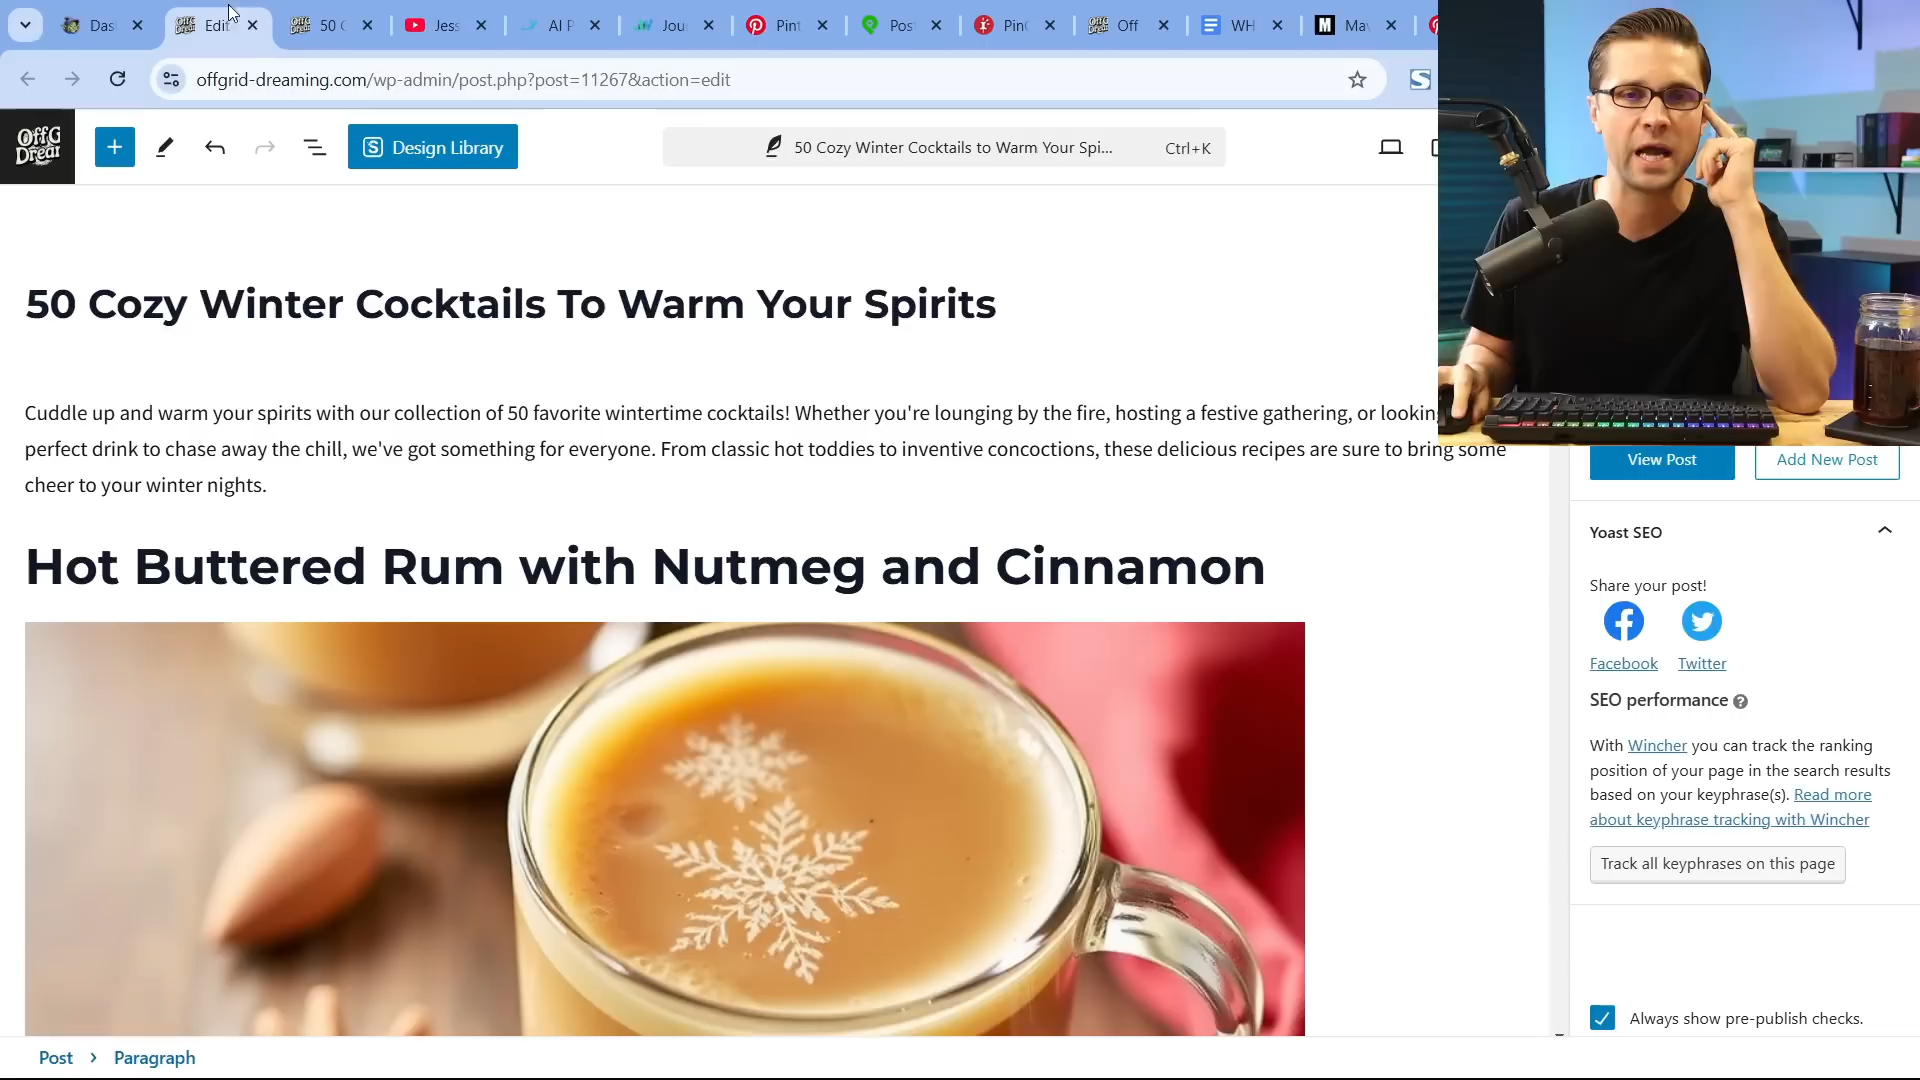 Das
Edi
50 C
Jess
AI P
Jou
Pint
Post
PinC
Off
WH
Ma
offgrid-dreaming.com/wp-admin/post.php?post=11267&action=edit
OffG
Drear
Design Library
50 Cozy Winter Cocktails to Warm Your Spi...
Ctrl+K
50 Cozy Winter Cocktails To Warm Your Spirits
Cuddle up and warm your spirits with our collection of 50 favorite wintertime cocktails! Whether you're lounging by the fire, hosting a festive gathering, or looking
perfect drink to chase away the chill, we've got something for everyone. From classic hot toddies to inventive concoctions, these delicious recipes are sure to bring some
cheer to your winter nights.
Hot Buttered Rum with Nutmeg and Cinnamon
View Post
Add New Post
Yoast SEO
Share your post!
Facebook
Twitter
SEO performance
With Wincher you can track the ranking
position of your page in the search results
based on your keyphrase(s). Read more
about keyphrase tracking with Wincher
Track all keyphrases on this page
Always show pre-publish checks.
Post > Paragraph